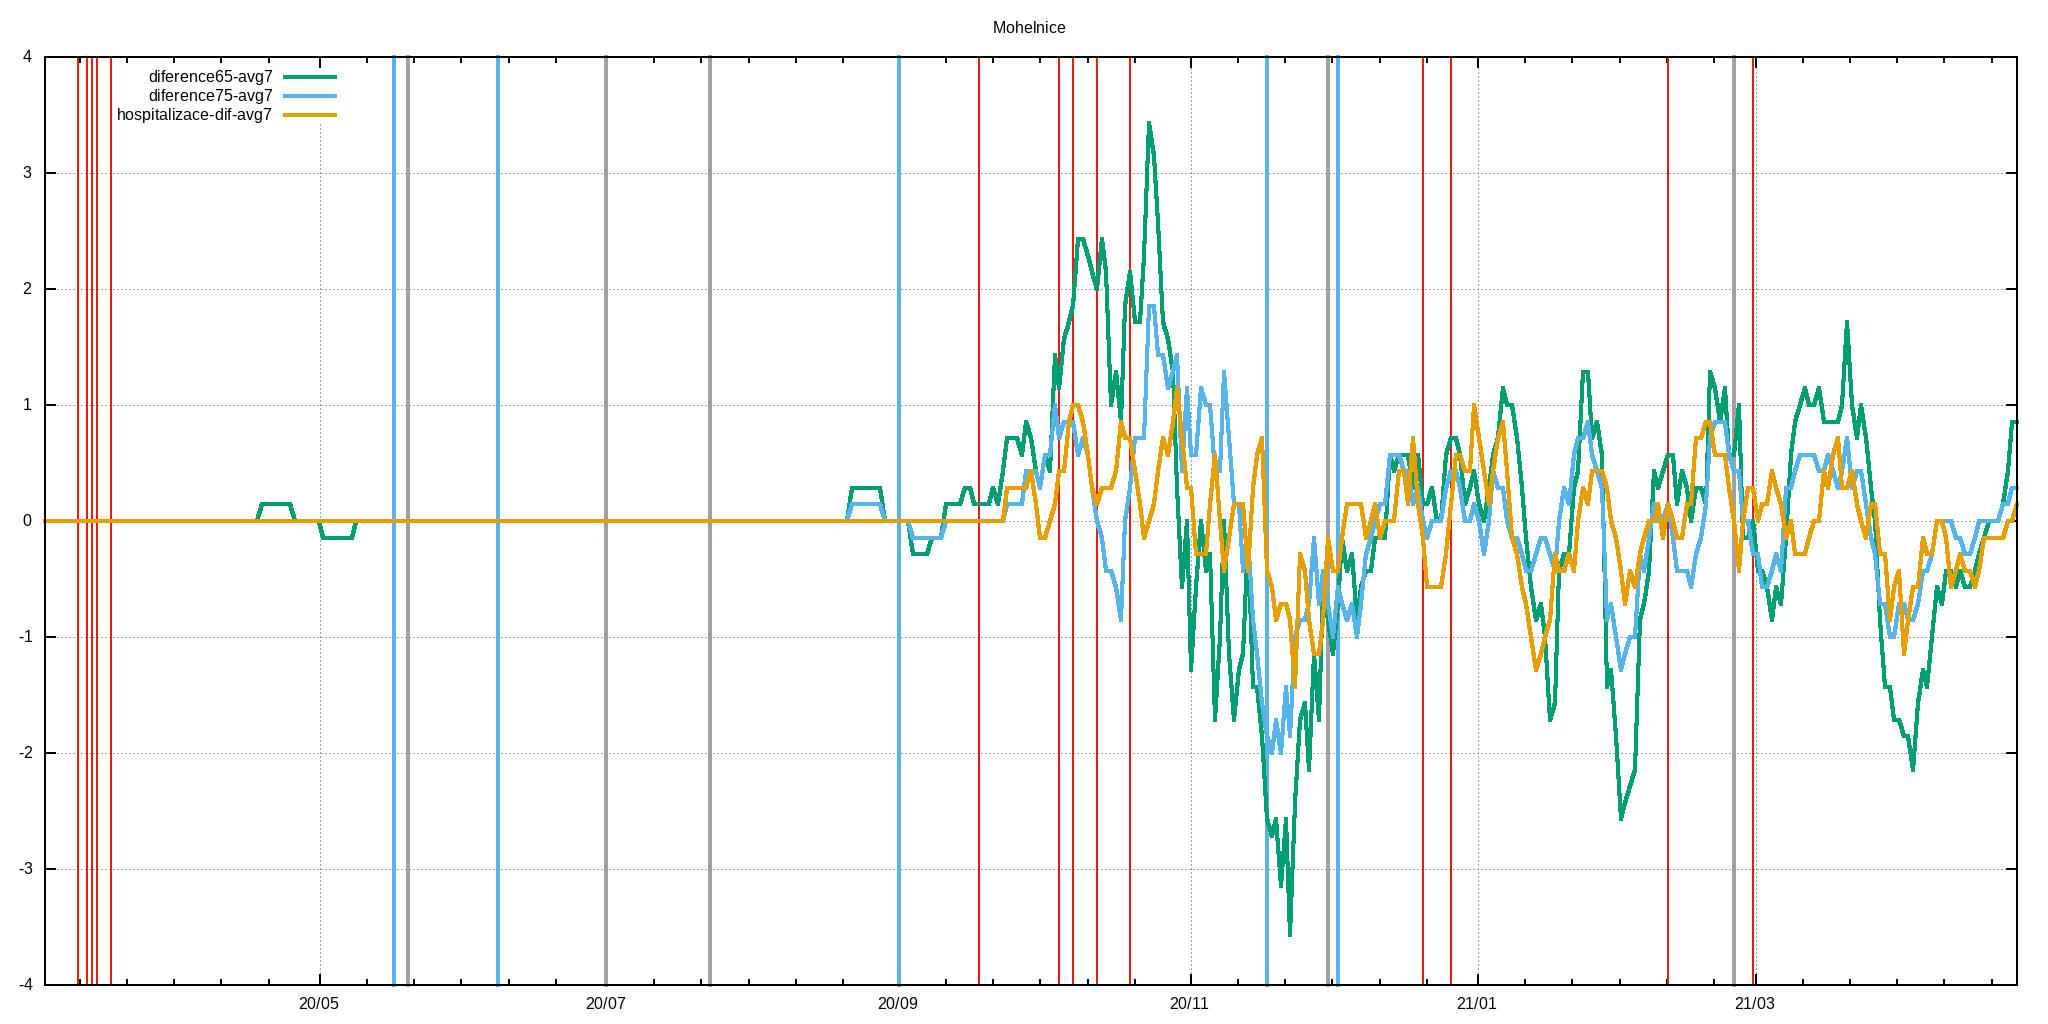 Mohelnice
4
diference65-avg7
diference75-avg7
hospitalizace-dif-avg7
3
2
1
0
-1
-2
-3
-4
20/05 20/07 20/09 20/11 21/01 21/03